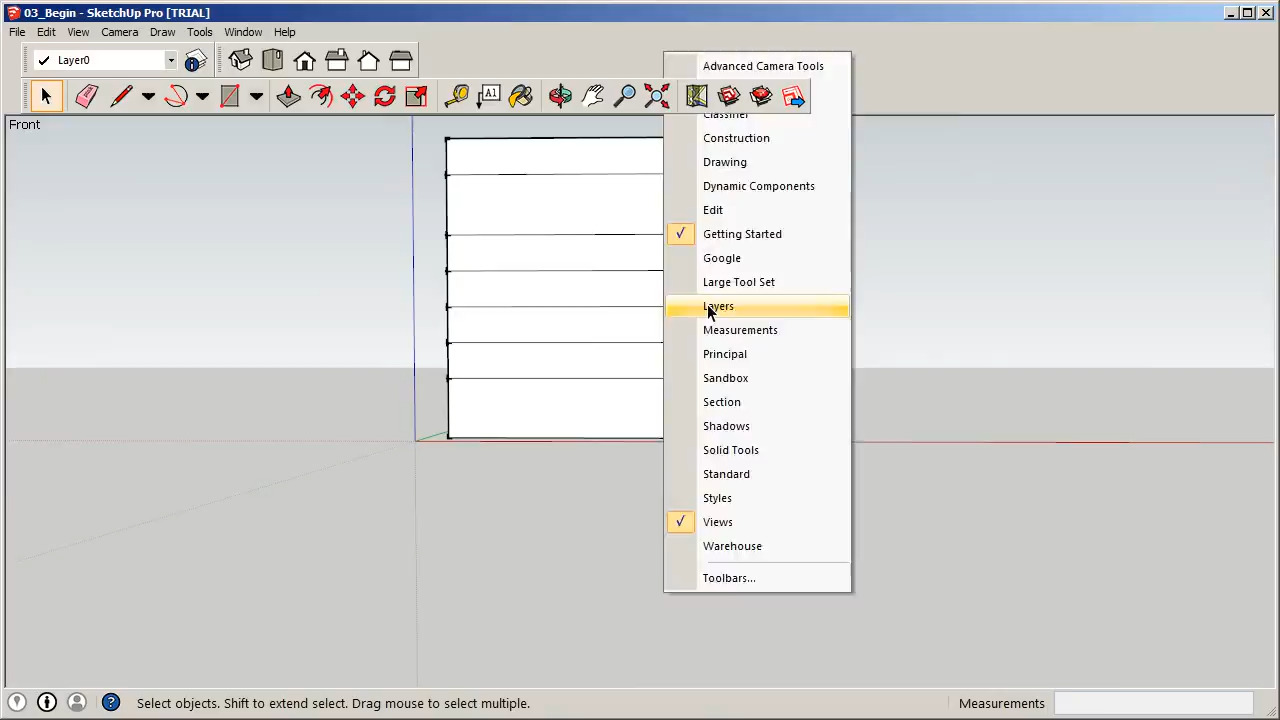 03_Begin - SketchUp Pro [TRIAL]
File Edit View Camera Draw Tools Window Help
Layer0
A1
Front
Advanced Camera Tools
Classifier
Construction
Drawing
Dynamic Components
Edit
Getting Started
Google
Large Tool Set
Layers
Measurements
Principal
Sandbox
Section
Shadows
Solid Tools
Standard
Styles
Views
Warehouse
Toolbars...
Select objects. Shift to extend select. Drag mouse to select multiple.
Measurements